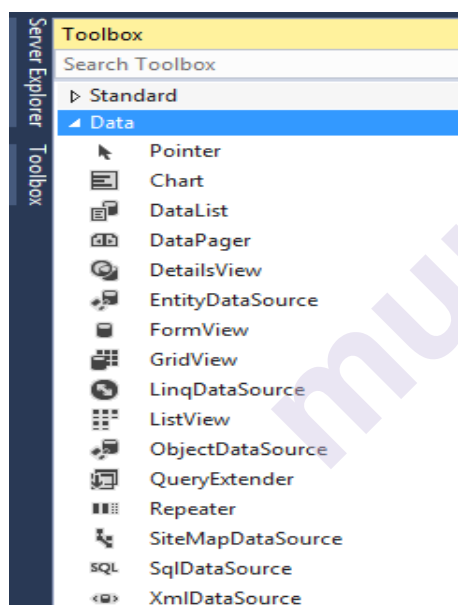 Server Explorer
Toolbox
Toolbox
Search Toolbox
Standard
Data
Pointer
Chart
DataList
DataPager
DetailsView
EntityDataSource
FormView
GridView
LinqDataSource
ListView
ObjectDataSource
QueryExtender
Repeater
SiteMapDataSource
SQL SqlDataSource
XmlDataSource
mu